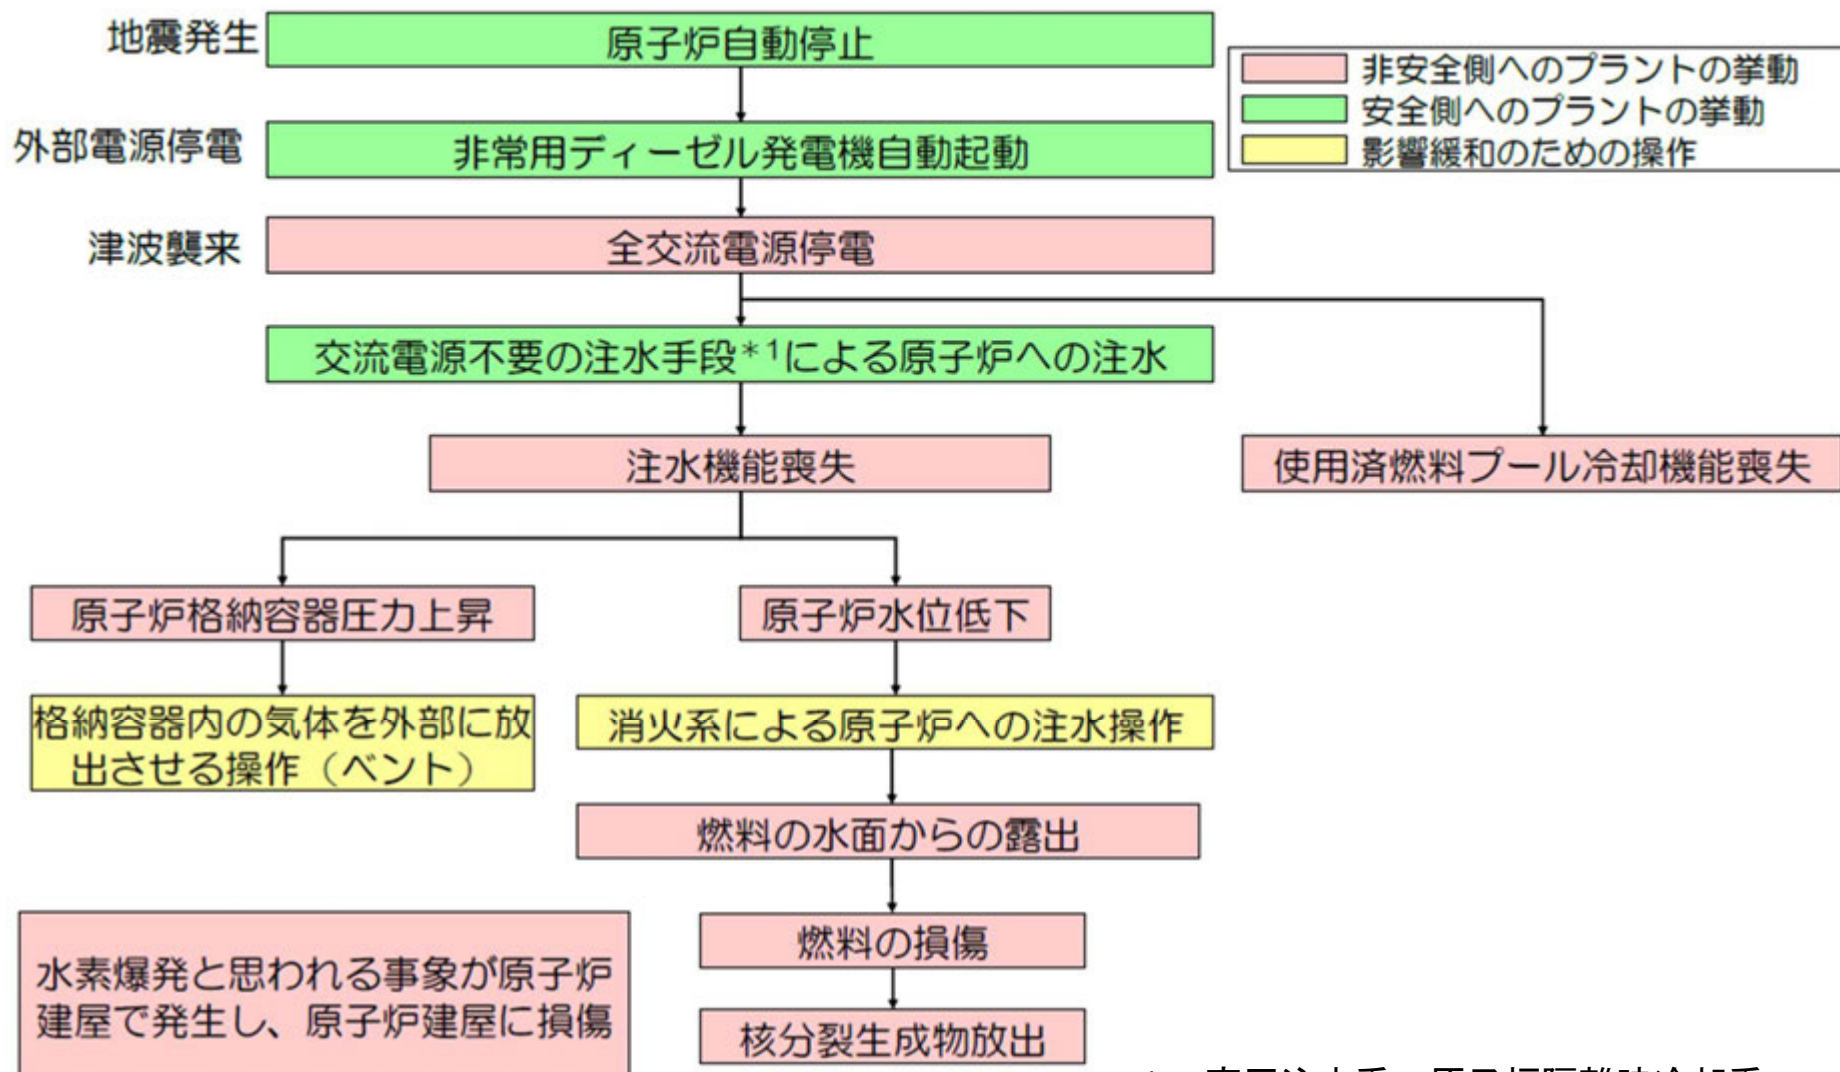 地震発生
原子炉自動停止
非安全側へのプラントの挙動
安全側へのプラントの挙動
影響緩和のための操作
外部電源停電
非常用ディーゼル発電機自動起動
津波襲来
全交流電源停電
交流電源不要の注水手段*1による原子炉への注水
注水機能喪失
使用済燃料プール冷却機能喪失
原子炉格納容器圧力上昇
原子炉水位低下
格納容器内の気体を外部に放
出させる操作（ベント）
消火系による原子炉への注水操作
燃料の水面からの露出
燃料の損傷
水素爆発と思われる事象が原子炉
建屋で発生し、原子炉建屋に損傷
核分裂生成物放出